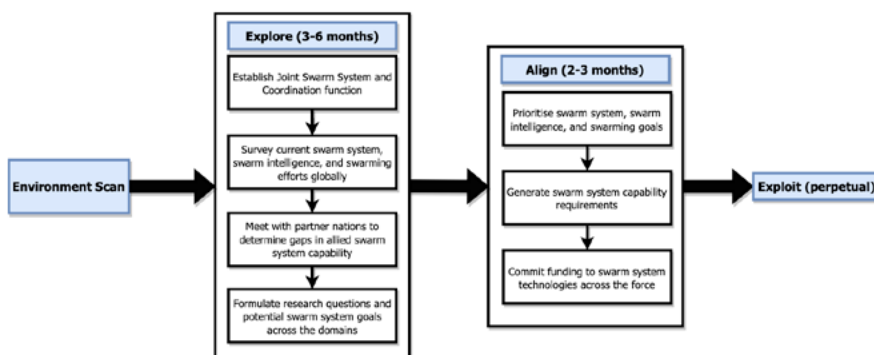 Environment Scan
Explore (3-6 months)
Establish Joint Swarm System and
Coordination function
Survey current swarm system,
swarm intelligence, and swarming
efforts globally
Meet with partner nations to
determine gaps in allied swarm
system capability
Formulate research questions and
potential swarm system goals
across the domains
Align (2-3 months)
Prioritise swarm system, swarm
intelligence, and swarming goals
Generate swarm system capability
requirements
Commit funding to swarm system
technologies across the force
Exploit (perpetual)